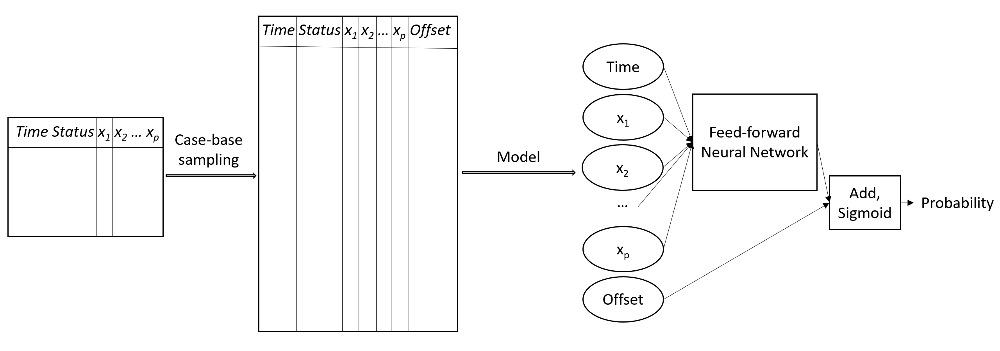 Time Status x1 x2 ... xp
Case-base
sampling
Time Status x1 x2 ... xp Offset
Model
Time
x1
x2
...
xp
Offset
Feed-forward
Neural Network
Add,
Sigmoid
Probability